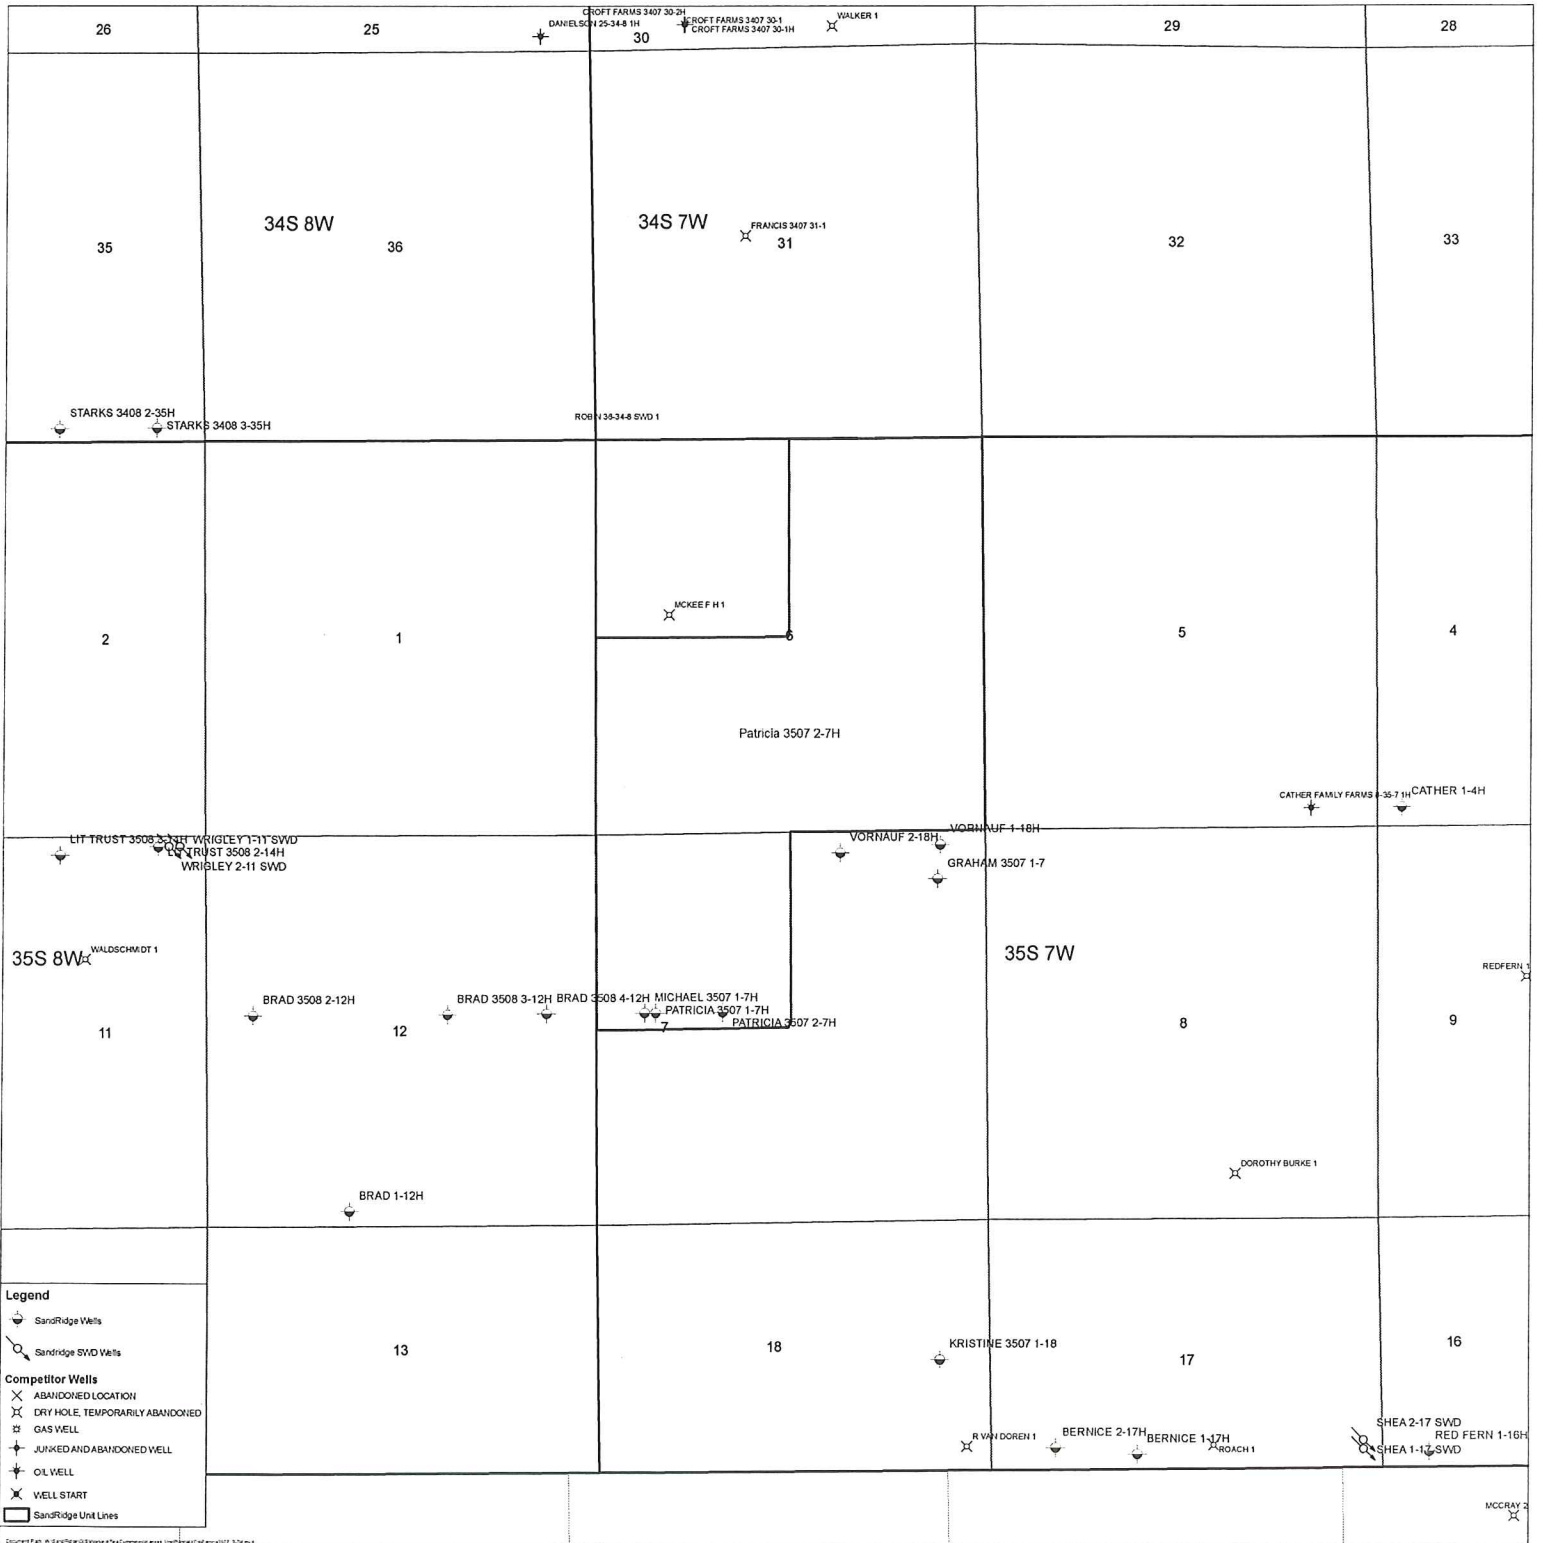 26
25
CROFT FARMS 3407 30-2H
DANIELSON 25-34-8 1H
30
CROFT FARMS 3407 30-1
CROFT FARMS 3407 30-1H
WALKER 1
29
28
34S 8W
34S 7W
FRANCIS 3407 31-1
35
36
31
32
33
STARKS 3408 2-35H
STARKS 3408 3-35H
ROBIN 36-34-8 SWD 1
MCKEE F H 1
2
1
6
5
4
Patricia 3507 2-7H
CATHER FAMILY FARMS 8-35-7 1H
CATHER 1-4H
LIT TRUST 3508 3-14H
WRIGLEY 1-11 SWD
LIT TRUST 3508 2-14H
WRIGLEY 2-11 SWD
VORNAUF 2-18H
VORNAUF 1-18H
GRAHAM 3507 1-7
35S 8W
WALDSCHMIDT 1
35S 7W
REDFERN 1
BRAD 3508 2-12H
BRAD 3508 3-12H
BRAD 3508 4-12H
MICHAEL 3507 1-7H
PATRICIA 3507 1-7H
PATRICIA 3507 2-7H
11
12
7
8
9
DOROTHY BURKE 1
BRAD 1-12H
13
18
KRISTINE 3507 1-18
17
16
R VAN DOREN 1
BERNICE 2-17H
BERNICE 1-17H
ROACH 1
SHEA 2-17 SWD
RED FERN 1-16H
SHEA 1-17 SWD
MCCRAY 2
Legend
SandRidge Wells
Sandridge SWD Wells
Competitor Wells
ABANDONED LOCATION
DRY HOLE, TEMPORARILY ABANDONED
GAS WELL
JUNKED AND ABANDONED WELL
OIL WELL
WELL START
SandRidge Unit Lines